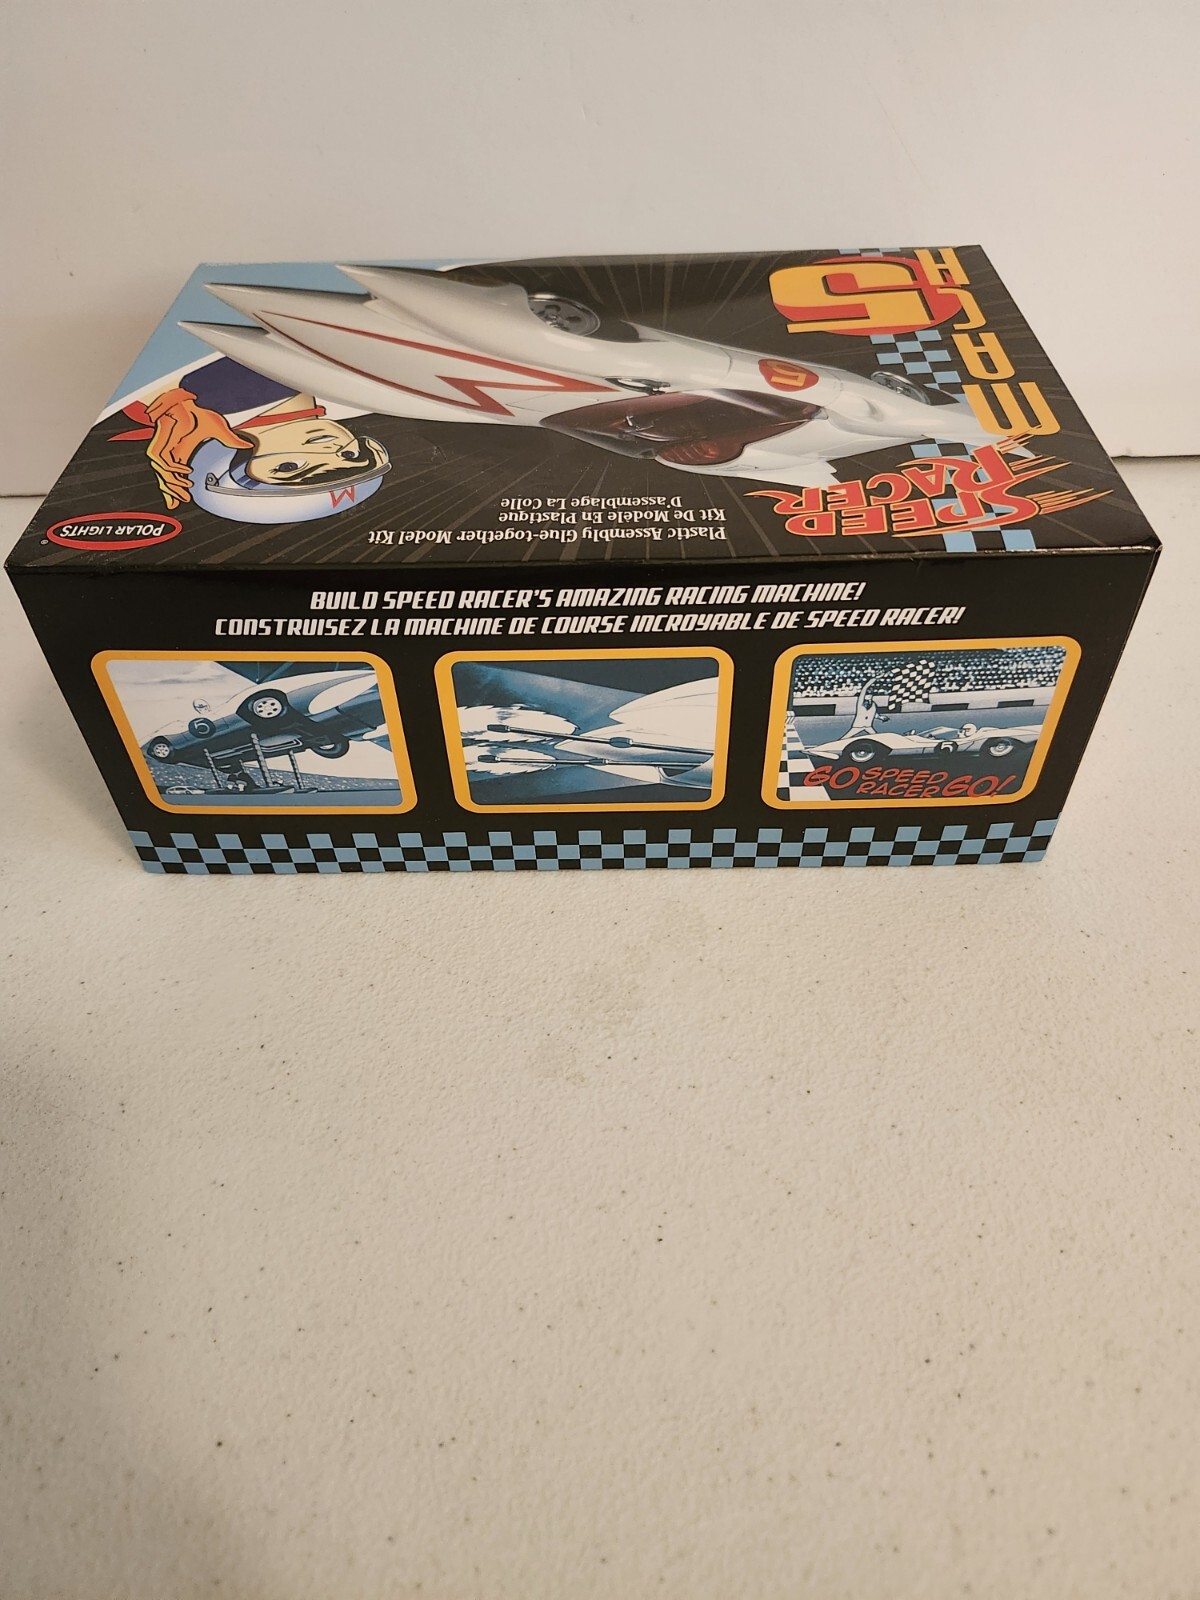 MACH
5
SPEED
RACER
5
M
Plastic Assembly Glue-together Model Kit
Kit De Modèle En Plastique
D'assemblage La Colle
POLAR LIGHTS
®
BUILD SPEED RACER'S AMAZING RACING MACHINE!
CONSTRUISEZ LA MACHINE DE COURSE INCROYABLE DE SPEED RACER!
5
5
GO SPEED
RACER GO!